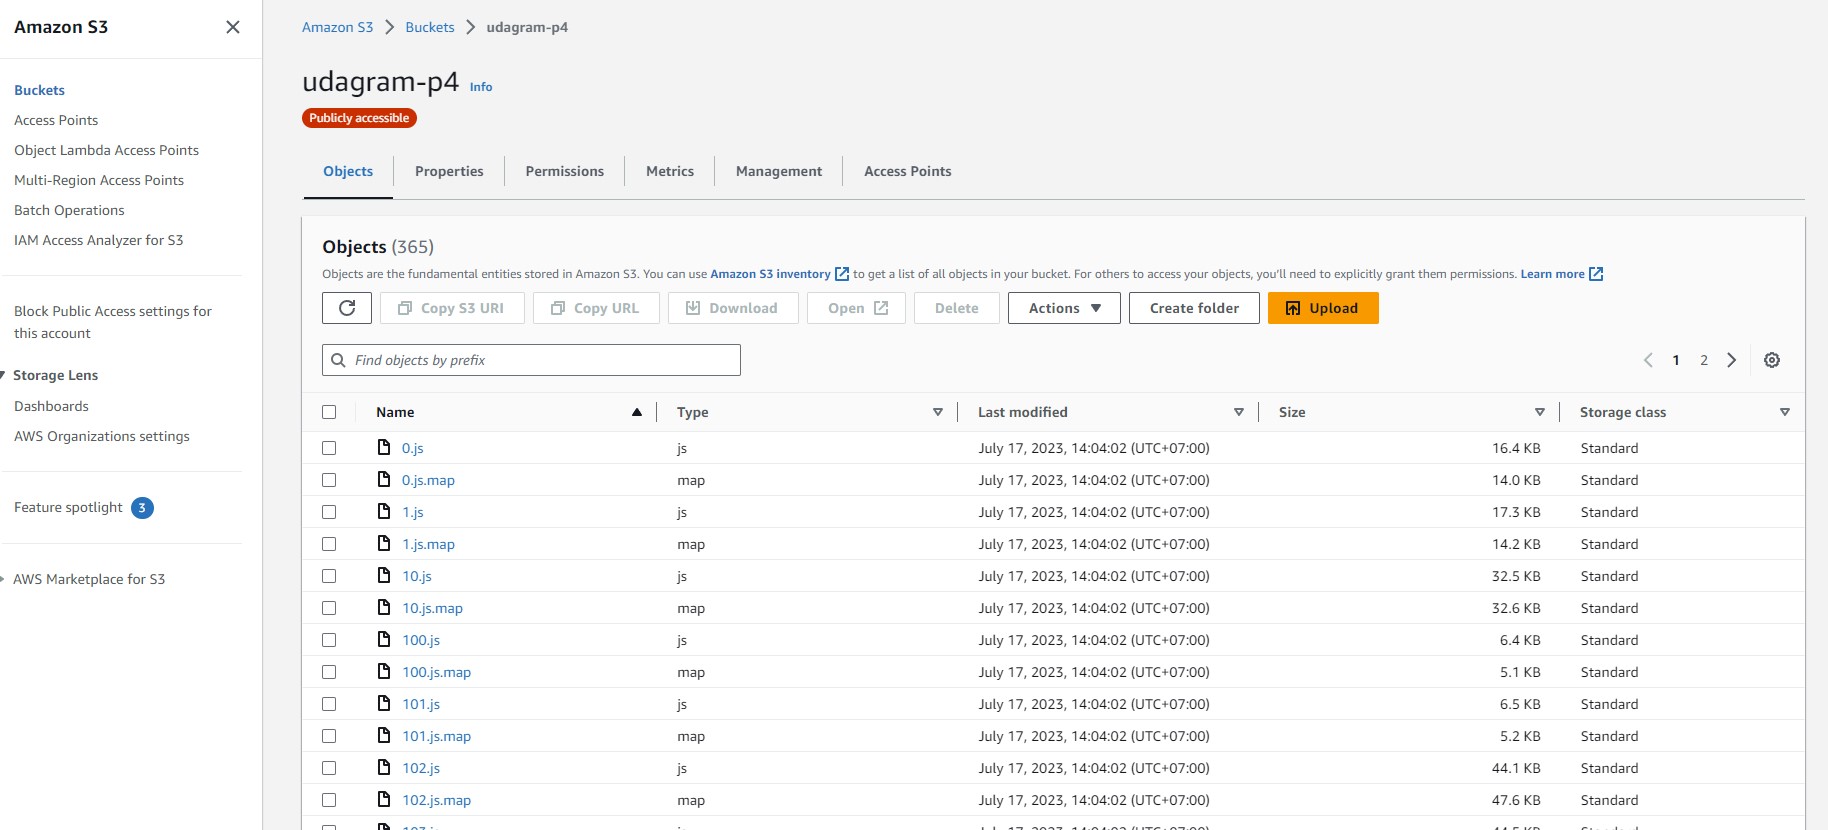 Amazon S3
Buckets
Access Points
Object Lambda Access Points
Multi-Region Access Points
Batch Operations
IAM Access Analyzer for S3
Block Public Access settings for
this account
Storage Lens
Dashboards
AWS Organizations settings
Feature spotlight 3
AWS Marketplace for S3
Amazon S3 Buckets udagram-p4
udagram-p4 Info
Publicly accessible
Objects Properties Permissions Metrics Management Access Points
Objects (365)
Objects are the fundamental entities stored in Amazon S3. You can use Amazon S3 inventory to get a list of all objects in your bucket. For others to access your objects, you'll need to explicitly grant them permissions. Learn more
Copy S3 URI Copy URL Download Open Delete Actions Create folder Upload
Find objects by prefix 1 2
Name Type Last modified Size Storage class
0.js js July 17, 2023, 14:04:02 (UTC+07:00) 16.4 KB Standard
0.js.map map July 17, 2023, 14:04:02 (UTC+07:00) 14.0 KB Standard
1.js js July 17, 2023, 14:04:02 (UTC+07:00) 17.3 KB Standard
1.js.map map July 17, 2023, 14:04:02 (UTC+07:00) 14.2 KB Standard
10.js js July 17, 2023, 14:04:02 (UTC+07:00) 32.5 KB Standard
10.js.map map July 17, 2023, 14:04:02 (UTC+07:00) 32.6 KB Standard
100.js js July 17, 2023, 14:04:02 (UTC+07:00) 6.4 KB Standard
100.js.map map July 17, 2023, 14:04:02 (UTC+07:00) 5.1 KB Standard
101.js js July 17, 2023, 14:04:02 (UTC+07:00) 6.5 KB Standard
101.js.map map July 17, 2023, 14:04:02 (UTC+07:00) 5.2 KB Standard
102.js js July 17, 2023, 14:04:02 (UTC+07:00) 44.1 KB Standard
102.js.map map July 17, 2023, 14:04:02 (UTC+07:00) 47.6 KB Standard